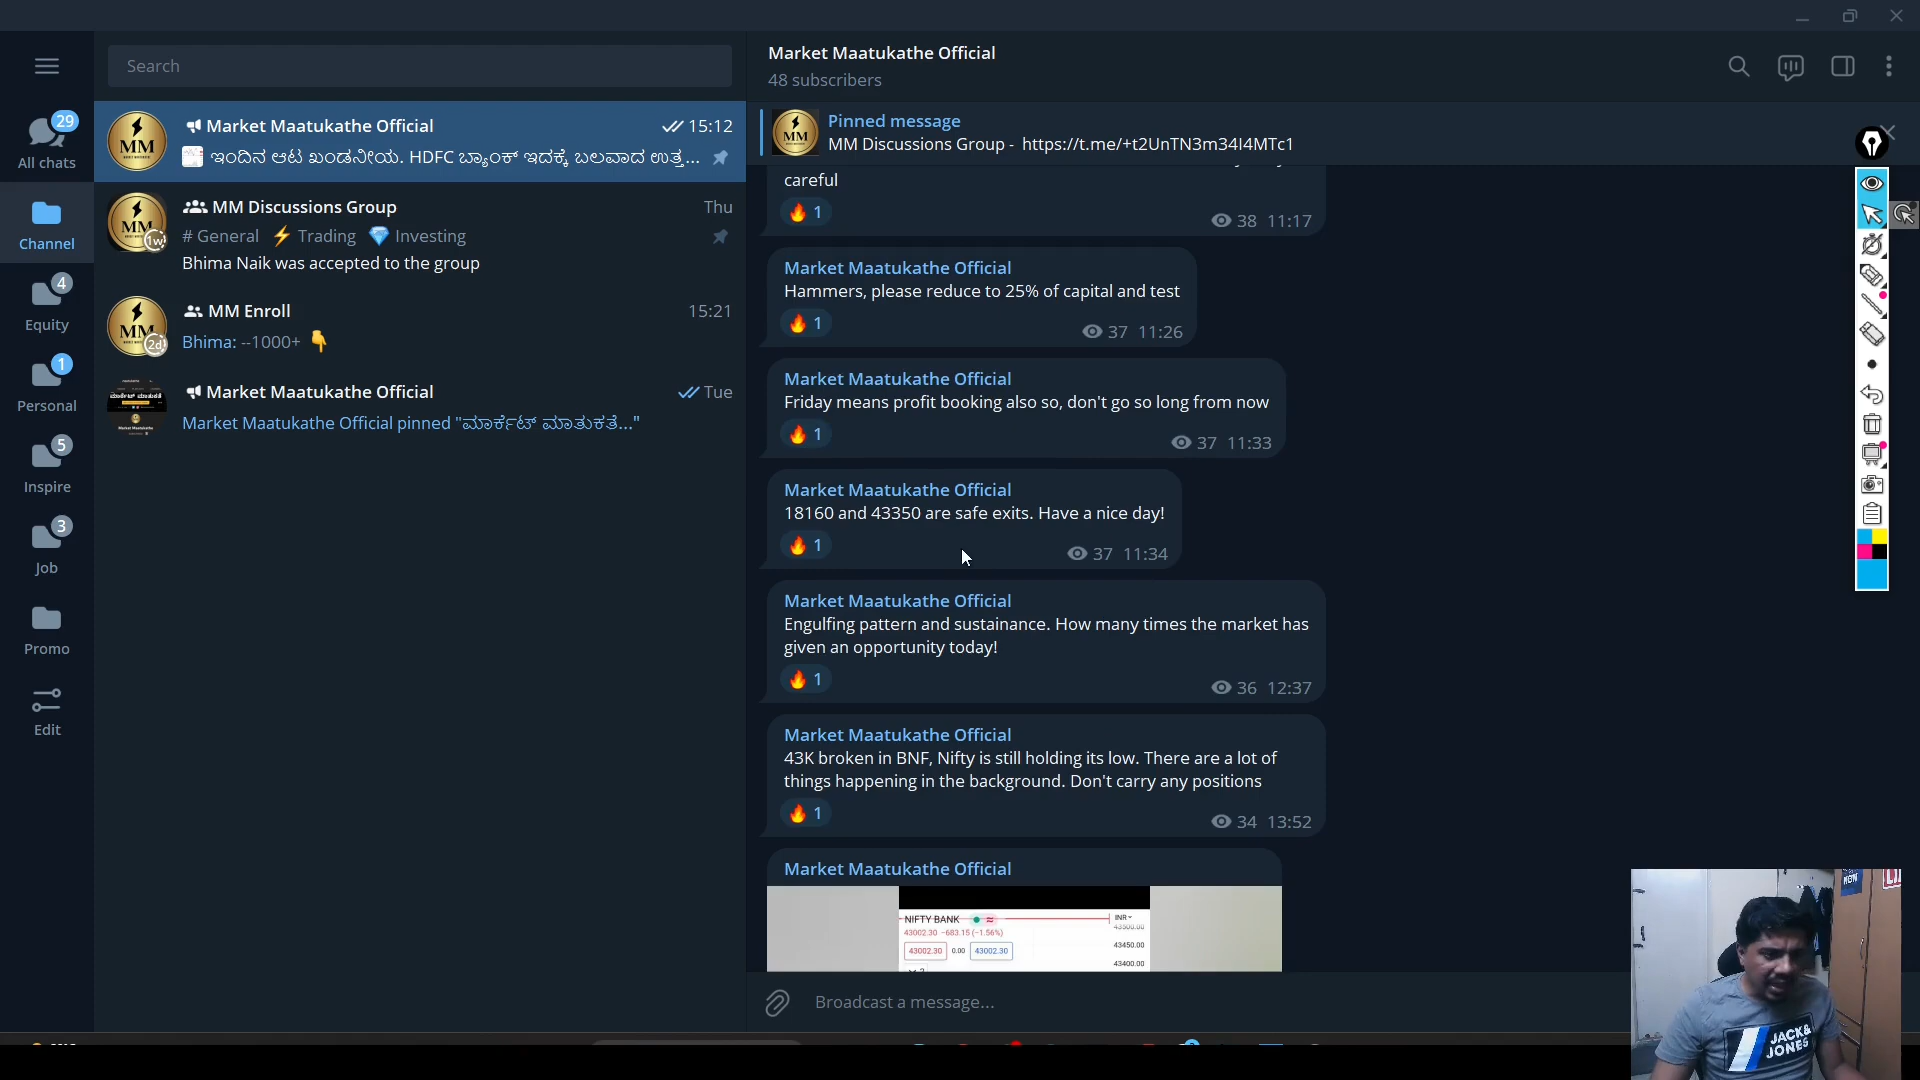 Search
29
All chats
Channel
4
Equity
1
Personal
5
Inspire
3
Job
Promo
Edit
MM
Market Maatukathe Official
15:12
ಇಂದಿನ ಆಟ ಖಂಡನೀಯ. HDFC ಬ್ಯಾಂಕ್ ಇದಕ್ಕೆ ಬಲವಾದ ಉತ್ತ...
MM
1w
MM Discussions Group
Thu
# General ⚡ Trading 💎 Investing
Bhima Naik was accepted to the group
MM
2d
MM Enroll
15:21
Bhima: --1000+ 👇
Market Maatukathe Official
Tue
Market Maatukathe Official pinned "ಮಾರ್ಕೆಟ್ ಮಾತುಕತೆ..."
Market Maatukathe Official
48 subscribers
MM
Pinned message
MM Discussions Group - https://t.me/+t2UnTN3m34I4MTc1
careful
🔥 1
38 11:17
Market Maatukathe Official
Hammers, please reduce to 25% of capital and test
🔥 1
37 11:26
Market Maatukathe Official
Friday means profit booking also so, don't go so long from now
🔥 1
37 11:33
Market Maatukathe Official
18160 and 43350 are safe exits. Have a nice day!
🔥 1
37 11:34
Market Maatukathe Official
Engulfing pattern and sustainance. How many times the market has
given an opportunity today!
🔥 1
36 12:37
Market Maatukathe Official
43K broken in BNF, Nifty is still holding its low. There are a lot of
things happening in the background. Don't carry any positions
🔥 1
34 13:52
Market Maatukathe Official
NIFTY BANK
INR
43002.30 −683.15 (−1.56%)
43500.00
43002.30 0.00 43002.30
43450.00
43400.00
Broadcast a message...
JACK&
JONES
NOW